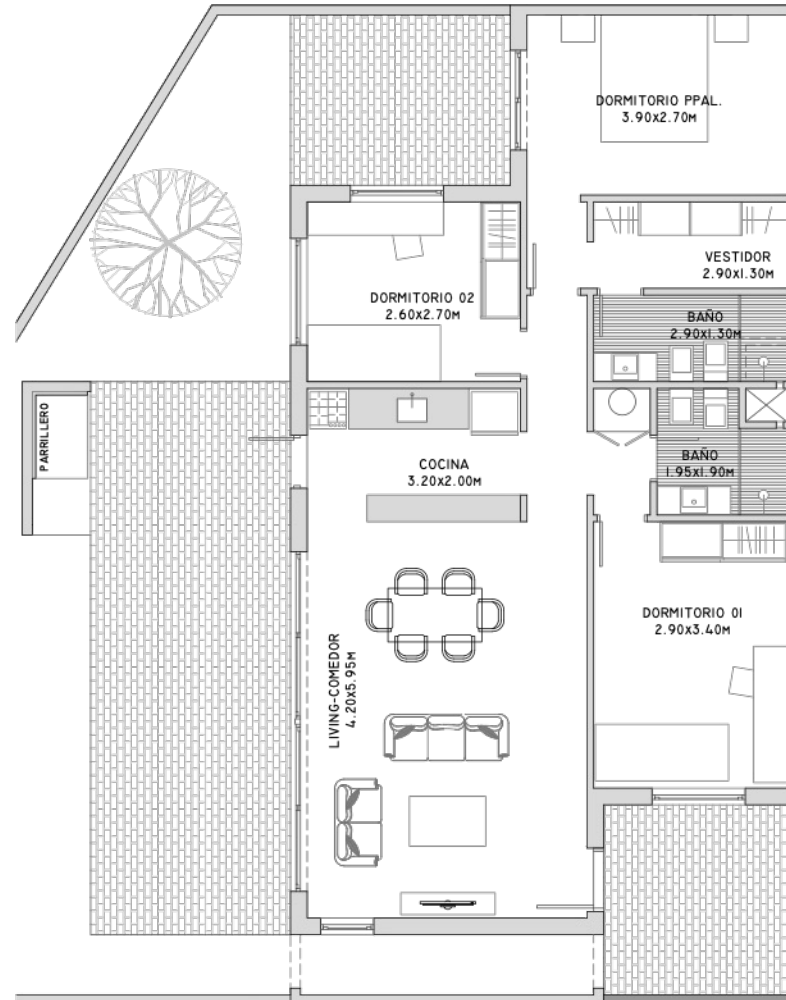 DORMITORIO PPAL.
3.90x2.70M
VESTIDOR
2.90x1.30M
DORMITORIO 02
2.60x2.70M
BAÑO
2.90x1.30M
PARRILLERO
COCINA
3.20x2.00M
BAÑO
1.95x1.90M
DORMITORIO 01
2.90x3.40M
LIVING-COMEDOR
4.20x5.95M